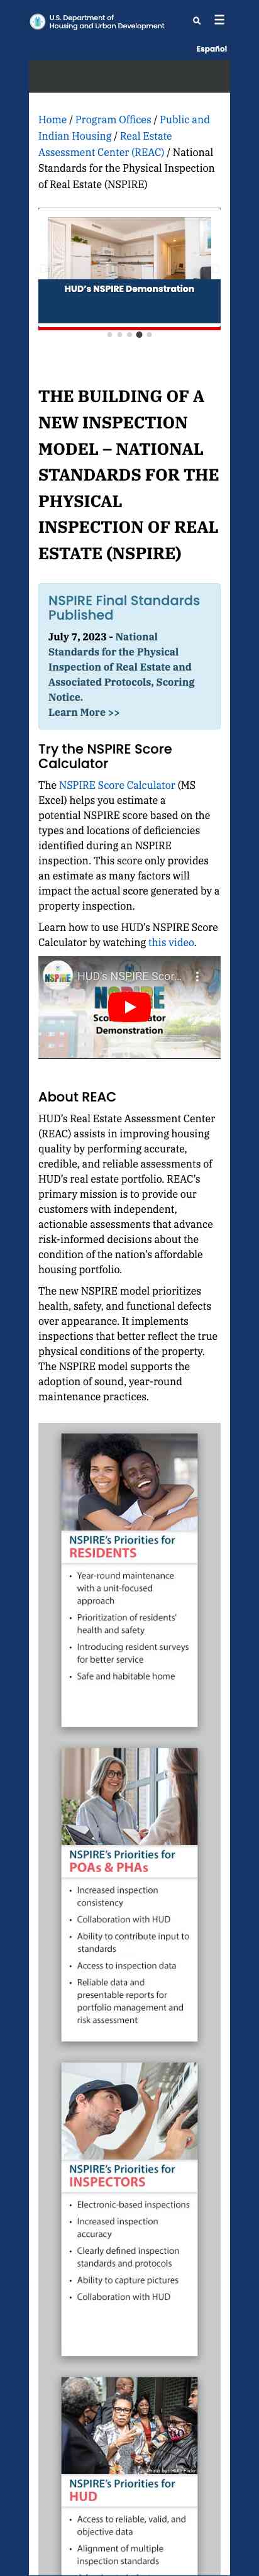 U.S. Department of
Housing and Urban Development
Español
Home / Program Offices / Public and
Indian Housing / Real Estate
Assessment Center (REAC) / National
Standards for the Physical Inspection
of Real Estate (NSPIRE)
HUD's NSPIRE Demonstration
THE BUILDING OF A
NEW INSPECTION
MODEL – NATIONAL
STANDARDS FOR THE
PHYSICAL
INSPECTION OF REAL
ESTATE (NSPIRE)
NSPIRE Final Standards
Published
July 7, 2023 - National
Standards for the Physical
Inspection of Real Estate and
Associated Protocols, Scoring
Notice.
Learn More >>
Try the NSPIRE Score
Calculator
The NSPIRE Score Calculator (MS
Excel) helps you estimate a
potential NSPIRE score based on the
types and locations of deficiencies
identified during an NSPIRE
inspection. This score only provides
an estimate as many factors will
impact the actual score generated by a
property inspection.
Learn how to use HUD's NSPIRE Score
Calculator by watching this video.
NSPIRE HUD's NSPIRE Scor...
Demonstration
About REAC
HUD's Real Estate Assessment Center
(REAC) assists in improving housing
quality by performing accurate,
credible, and reliable assessments of
HUD's real estate portfolio. REAC's
primary mission is to provide our
customers with independent,
actionable assessments that advance
risk-informed decisions about the
condition of the nation's affordable
housing portfolio.
The new NSPIRE model prioritizes
health, safety, and functional defects
over appearance. It implements
inspections that better reflect the true
physical conditions of the property.
The NSPIRE model supports the
adoption of sound, year-round
maintenance practices.
NSPIRE's Priorities for
RESIDENTS
• Year-round maintenance
with a unit-focused
approach
• Prioritization of residents'
health and safety
• Introducing resident surveys
for better service
• Safe and habitable home
NSPIRE's Priorities for
POAs & PHAs
• Increased inspection
consistency
• Collaboration with HUD
• Ability to contribute input to
standards
• Access to inspection data
• Reliable data and
presentable reports for
portfolio management and
risk assessment
NSPIRE's Priorities for
INSPECTORS
• Electronic-based inspections
• Increased inspection
accuracy
• Clearly defined inspection
standards and protocols
• Ability to capture pictures
• Collaboration with HUD
NSPIRE's Priorities for
HUD
• Access to reliable, valid, and
objective data
• Alignment of multiple
inspection standards